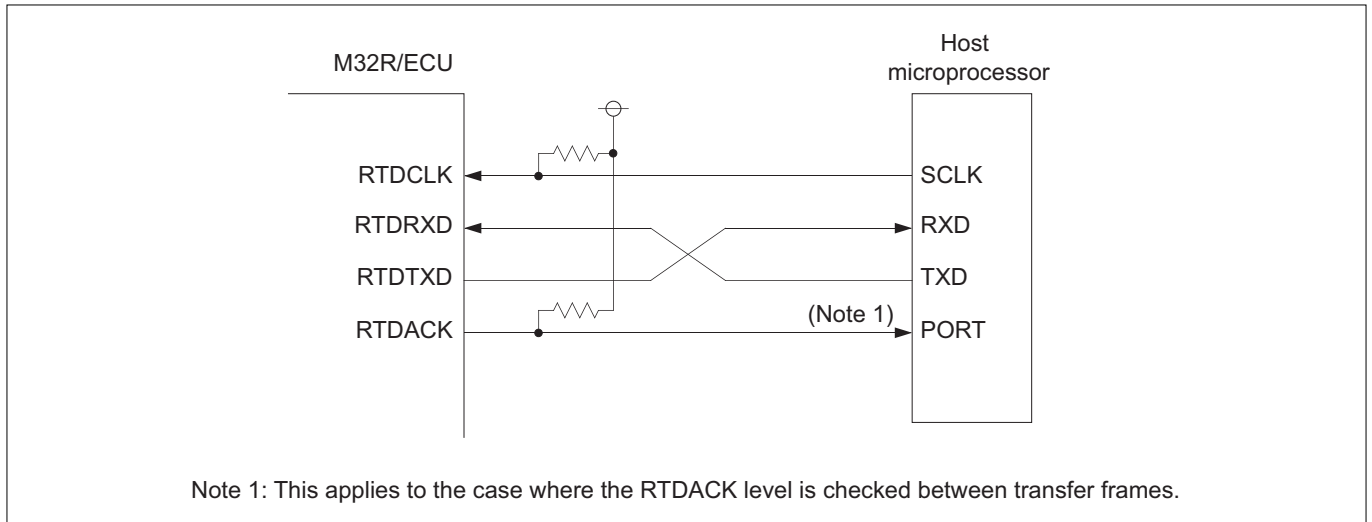 M32R/ECU
Host
microprocessor
RTDCLK
SCLK
RTDRXD
RXD
RTDTXD
TXD
RTDACK
(Note 1)
PORT
Note 1: This applies to the case where the RTDACK level is checked between transfer frames.